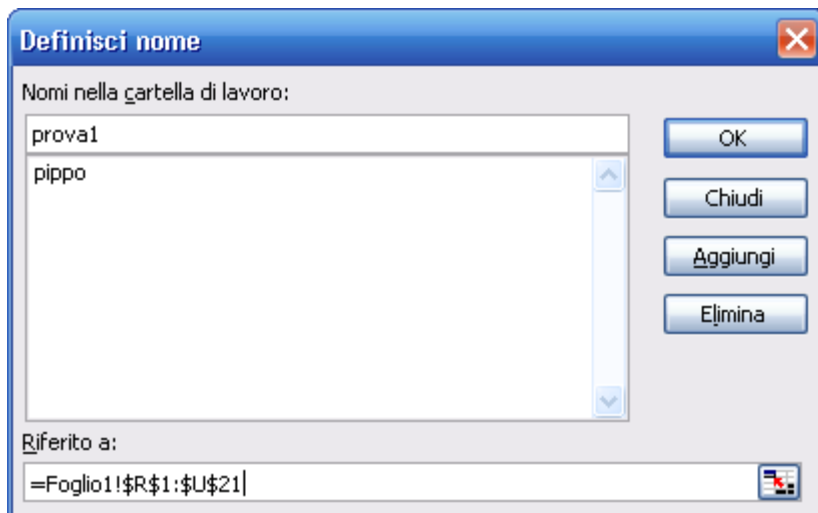 Definisci nome
Nomi nella cartella di lavoro:
prova1
OK
pippo
Chiudi
Aggiungi
Elimina
Riferito a:
=Foglio1!$R$1:$U$21